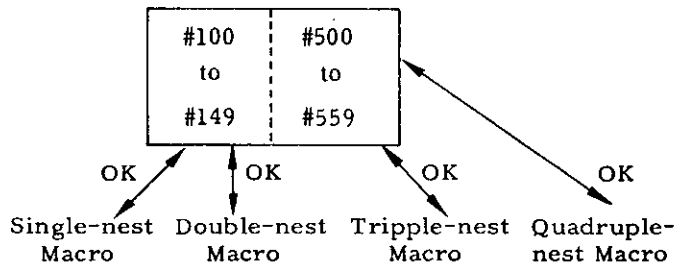 #100 #500
to to
#149 #559
OK OK OK OK
Single-nest Double-nest Tripple-nest Quadruple-
Macro Macro Macro nest Macro